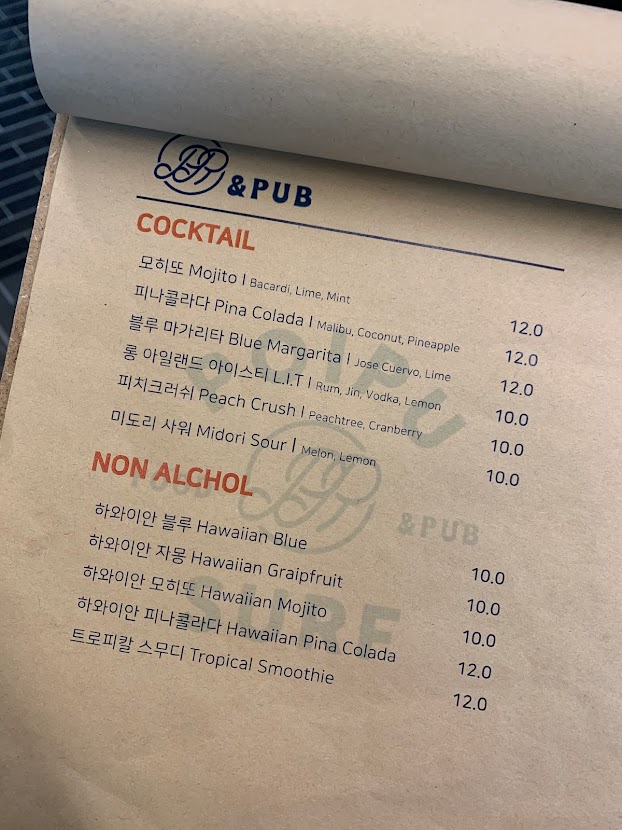 &PUB
COCKTAIL
모히또 Mojito | Bacardi, Lime, Mint 12.0
피나콜라다 Pina Colada | Malibu, Coconut, Pineapple 12.0
블루 마가리타 Blue Margarita | Jose Cuervo, Lime 12.0
롱 아일랜드 아이스티 L.I.T | Rum, Jin, Vodka, Lemon 10.0
피치크러쉬 Peach Crush | Peachtree, Cranberry 10.0
미도리 사워 Midori Sour | Melon, Lemon 10.0
NON ALCHOL
하와이안 블루 Hawaiian Blue 10.0
하와이안 자몽 Hawaiian Graipfruit 10.0
하와이안 모히또 Hawaiian Mojito 10.0
하와이안 피나콜라다 Hawaiian Pina Colada 12.0
트로피칼 스무디 Tropical Smoothie 12.0
POIPU
FOOD &PUB
SURF